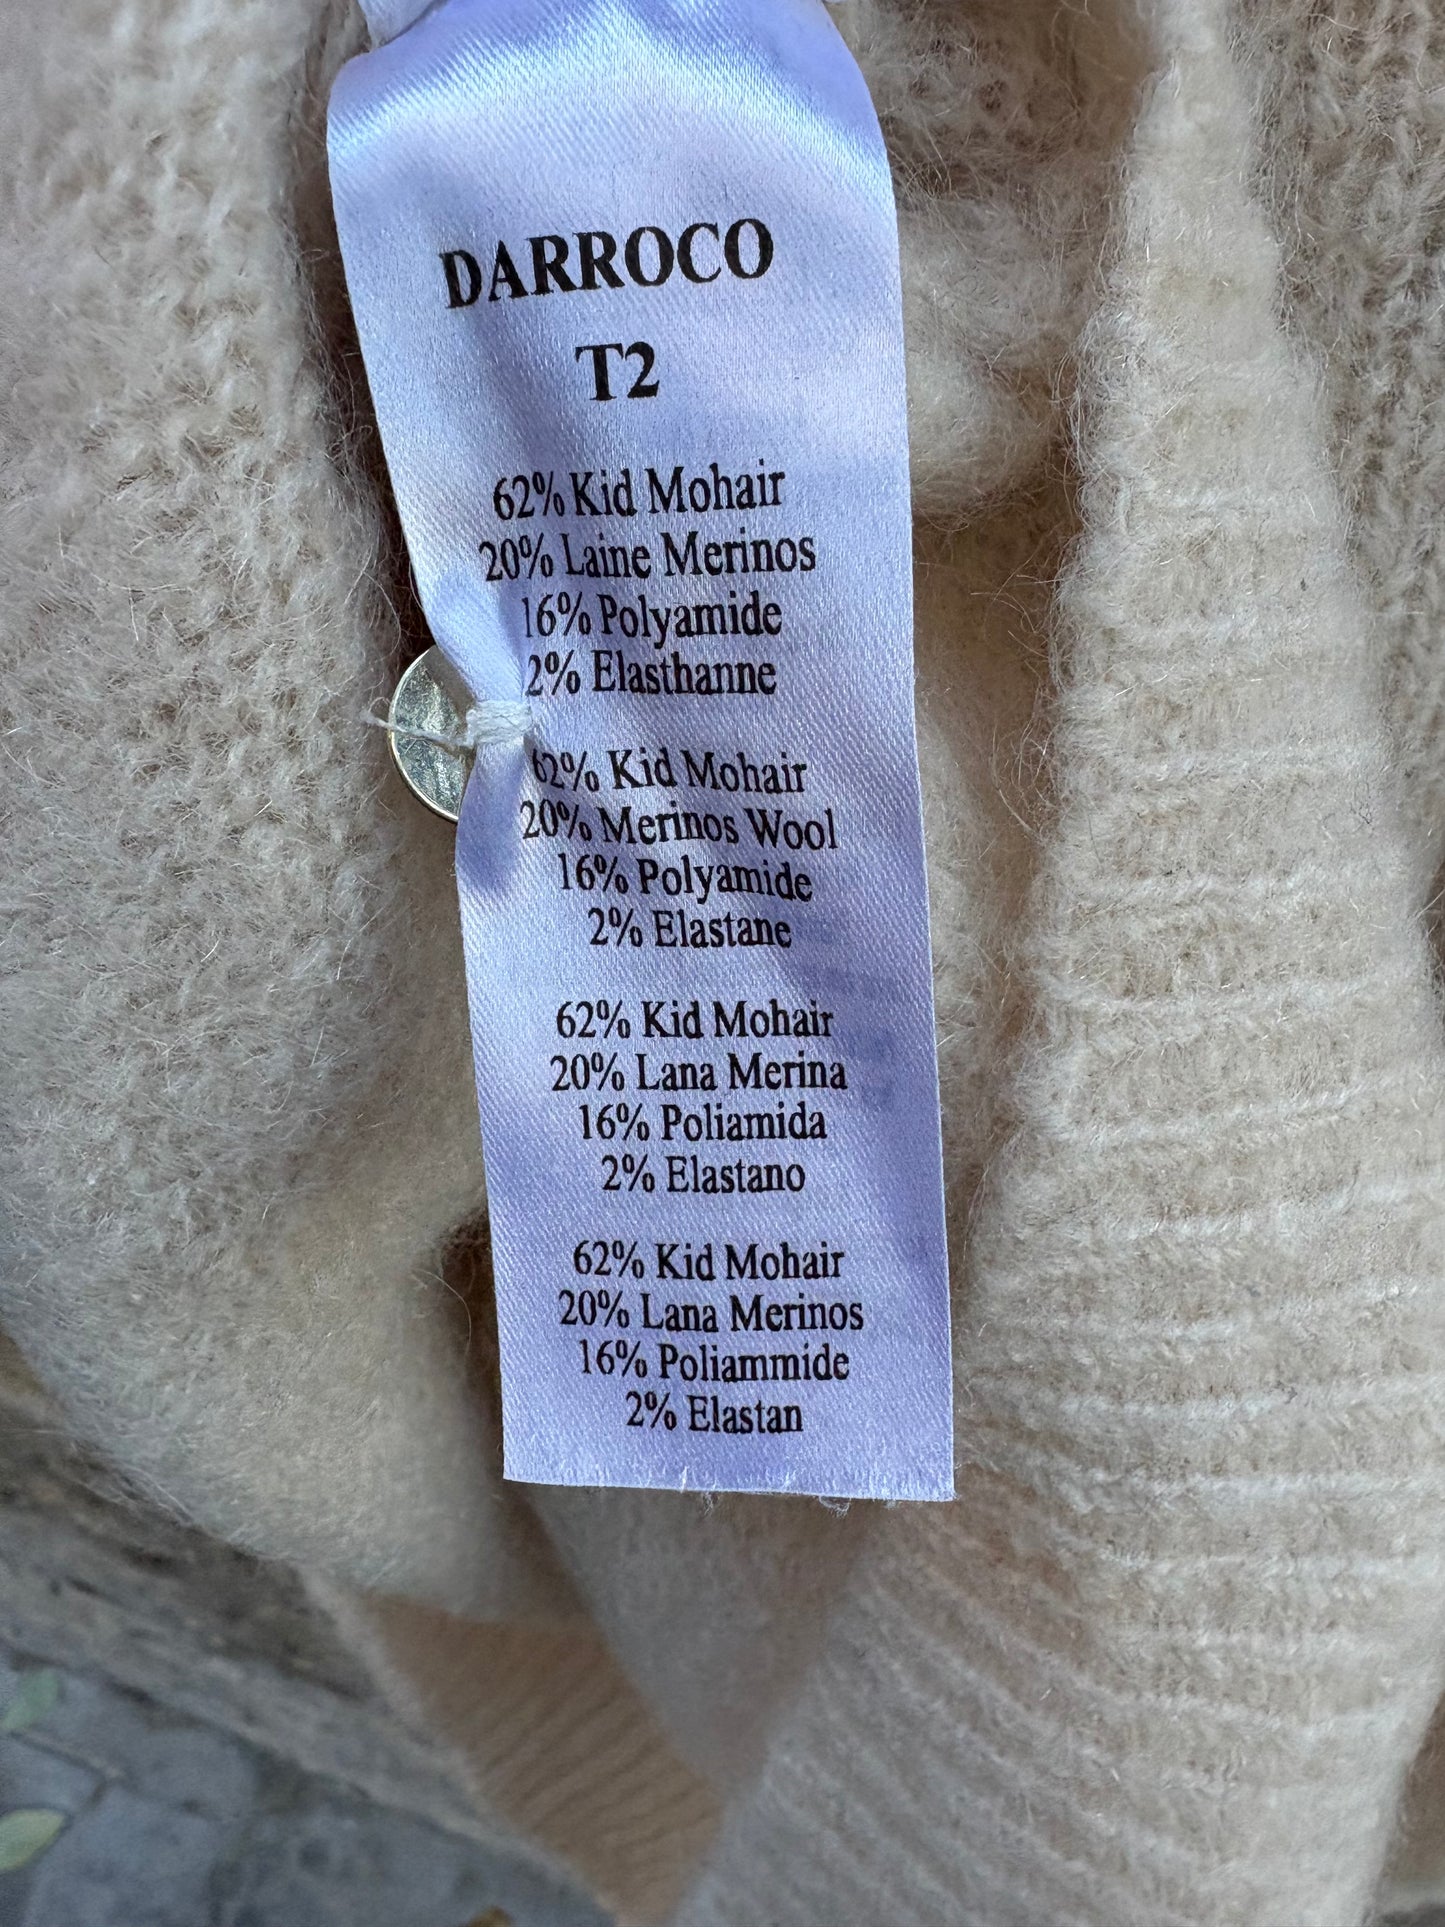 DARROCO
T2
62% Kid Mohair
20% Laine Merinos
16% Polyamide
2% Elasthanne
62% Kid Mohair
20% Merinos Wool
16% Polyamide
2% Elastane
62% Kid Mohair
20% Lana Merina
16% Poliamida
2% Elastano
62% Kid Mohair
20% Lana Merinos
16% Poliammide
2% Elastan